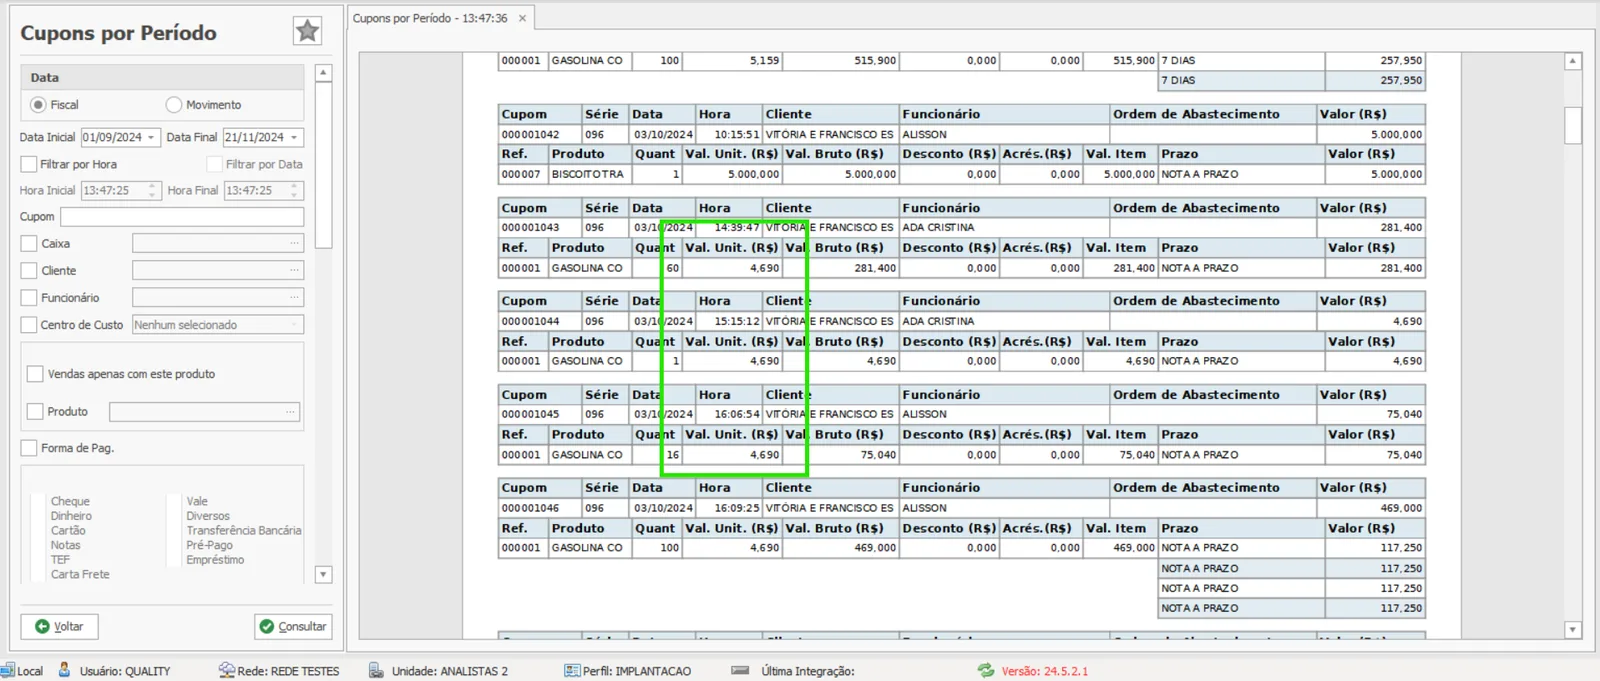 Cupons por Período
Data
Fiscal Movimento
Data Inicial 01/09/2024 Data Final 21/11/2024
Filtrar por Hora Filtrar por Data
Hora Inicial 13:47:25 Hora Final 13:47:25
Cupom
Caixa ...
Cliente ...
Funcionário ...
Centro de Custo Nenhum selecionado
Vendas apenas com este produto
Produto ...
Forma de Pag.
Cheque Vale
Dinheiro Diversos
Cartão Transferência Bancária
Notas Pré-Pago
TEF Empréstimo
Carta Frete
Voltar Consultar
Cupons por Período - 13:47:36 ×
000001 GASOLINA CO 100 5,159 515,900 0,000 0,000 515,900 7 DIAS 257,950
7 DIAS 257,950
Cupom Série Data Hora Cliente Funcionário Ordem de Abastecimento Valor (R$)
000001042 096 03/10/2024 10:15:51 VITÓRIA E FRANCISCO ES ALISSON 5.000,000
Ref. Produto Quant Val. Unit. (R$) Val. Bruto (R$) Desconto (R$) Acrés.(R$) Val. Item Prazo Valor (R$)
000007 BISCOITO TRA 1 5.000,000 5.000,000 0,000 0,000 5.000,000 NOTA A PRAZO 5.000,000
Cupom Série Data Hora Cliente Funcionário Ordem de Abastecimento Valor (R$)
000001043 096 03/10/2024 14:39:47 VITÓRIA E FRANCISCO ES ADA CRISTINA 281,400
Ref. Produto Quant Val. Unit. (R$) Val. Bruto (R$) Desconto (R$) Acrés.(R$) Val. Item Prazo Valor (R$)
000001 GASOLINA CO 60 4,690 281,400 0,000 0,000 281,400 NOTA A PRAZO 281,400
Cupom Série Data Hora Cliente Funcionário Ordem de Abastecimento Valor (R$)
000001044 096 03/10/2024 15:15:12 VITÓRIA E FRANCISCO ES ADA CRISTINA 4,690
Ref. Produto Quant Val. Unit. (R$) Val. Bruto (R$) Desconto (R$) Acrés.(R$) Val. Item Prazo Valor (R$)
000001 GASOLINA CO 1 4,690 4,690 0,000 0,000 4,690 NOTA A PRAZO 4,690
Cupom Série Data Hora Cliente Funcionário Ordem de Abastecimento Valor (R$)
000001045 096 03/10/2024 16:06:54 VITÓRIA E FRANCISCO ES ALISSON 75,040
Ref. Produto Quant Val. Unit. (R$) Val. Bruto (R$) Desconto (R$) Acrés.(R$) Val. Item Prazo Valor (R$)
000001 GASOLINA CO 16 4,690 75,040 0,000 0,000 75,040 NOTA A PRAZO 75,040
Cupom Série Data Hora Cliente Funcionário Ordem de Abastecimento Valor (R$)
000001046 096 03/10/2024 16:09:25 VITÓRIA E FRANCISCO ES ALISSON 469,000
Ref. Produto Quant Val. Unit. (R$) Val. Bruto (R$) Desconto (R$) Acrés.(R$) Val. Item Prazo Valor (R$)
000001 GASOLINA CO 100 4,690 469,000 0,000 0,000 469,000 NOTA A PRAZO 117,250
NOTA A PRAZO 117,250
NOTA A PRAZO 117,250
NOTA A PRAZO 117,250
Local Usuário: QUALITY Rede: REDE TESTES Unidade: ANALISTAS 2 Perfil: IMPLANTACAO Última Integração: Versão: 24.5.2.1